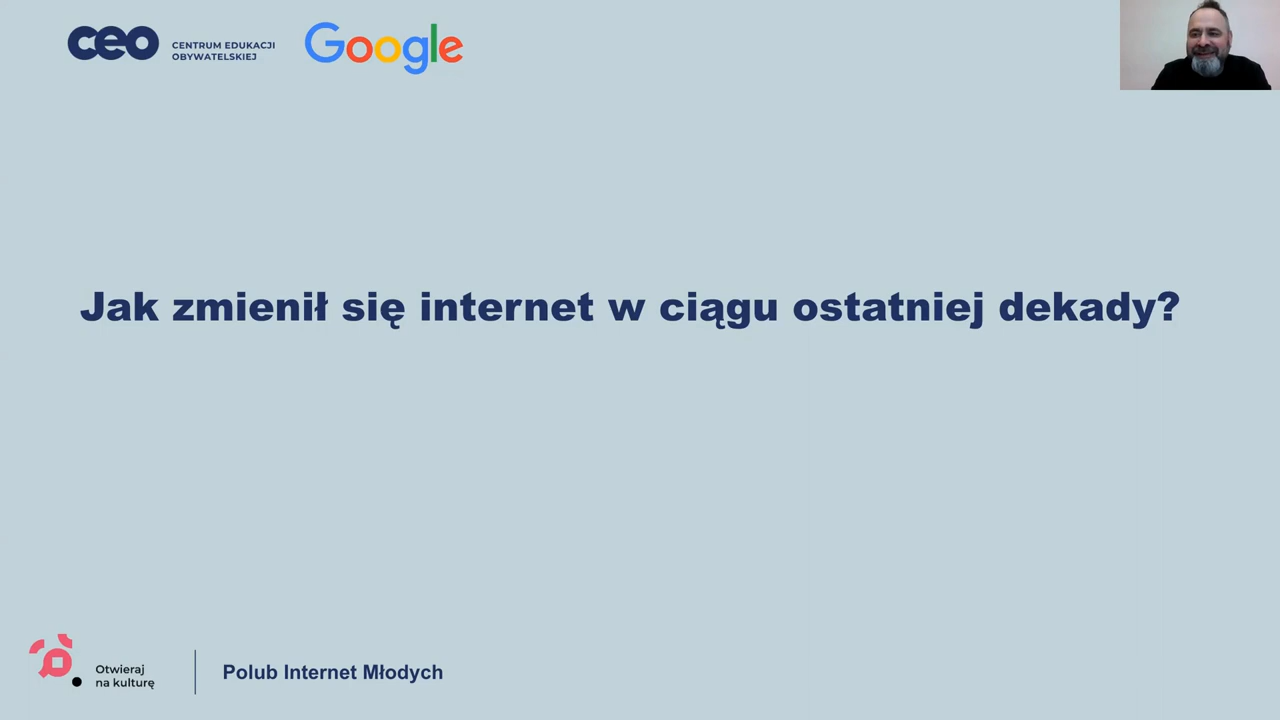 ceo
CENTRUM EDUKACJI
OBYWATELSKIEJ
Google
Jak zmienił się internet w ciągu ostatniej dekady?
Otwieraj
na kulturę
Polub Internet Młodych